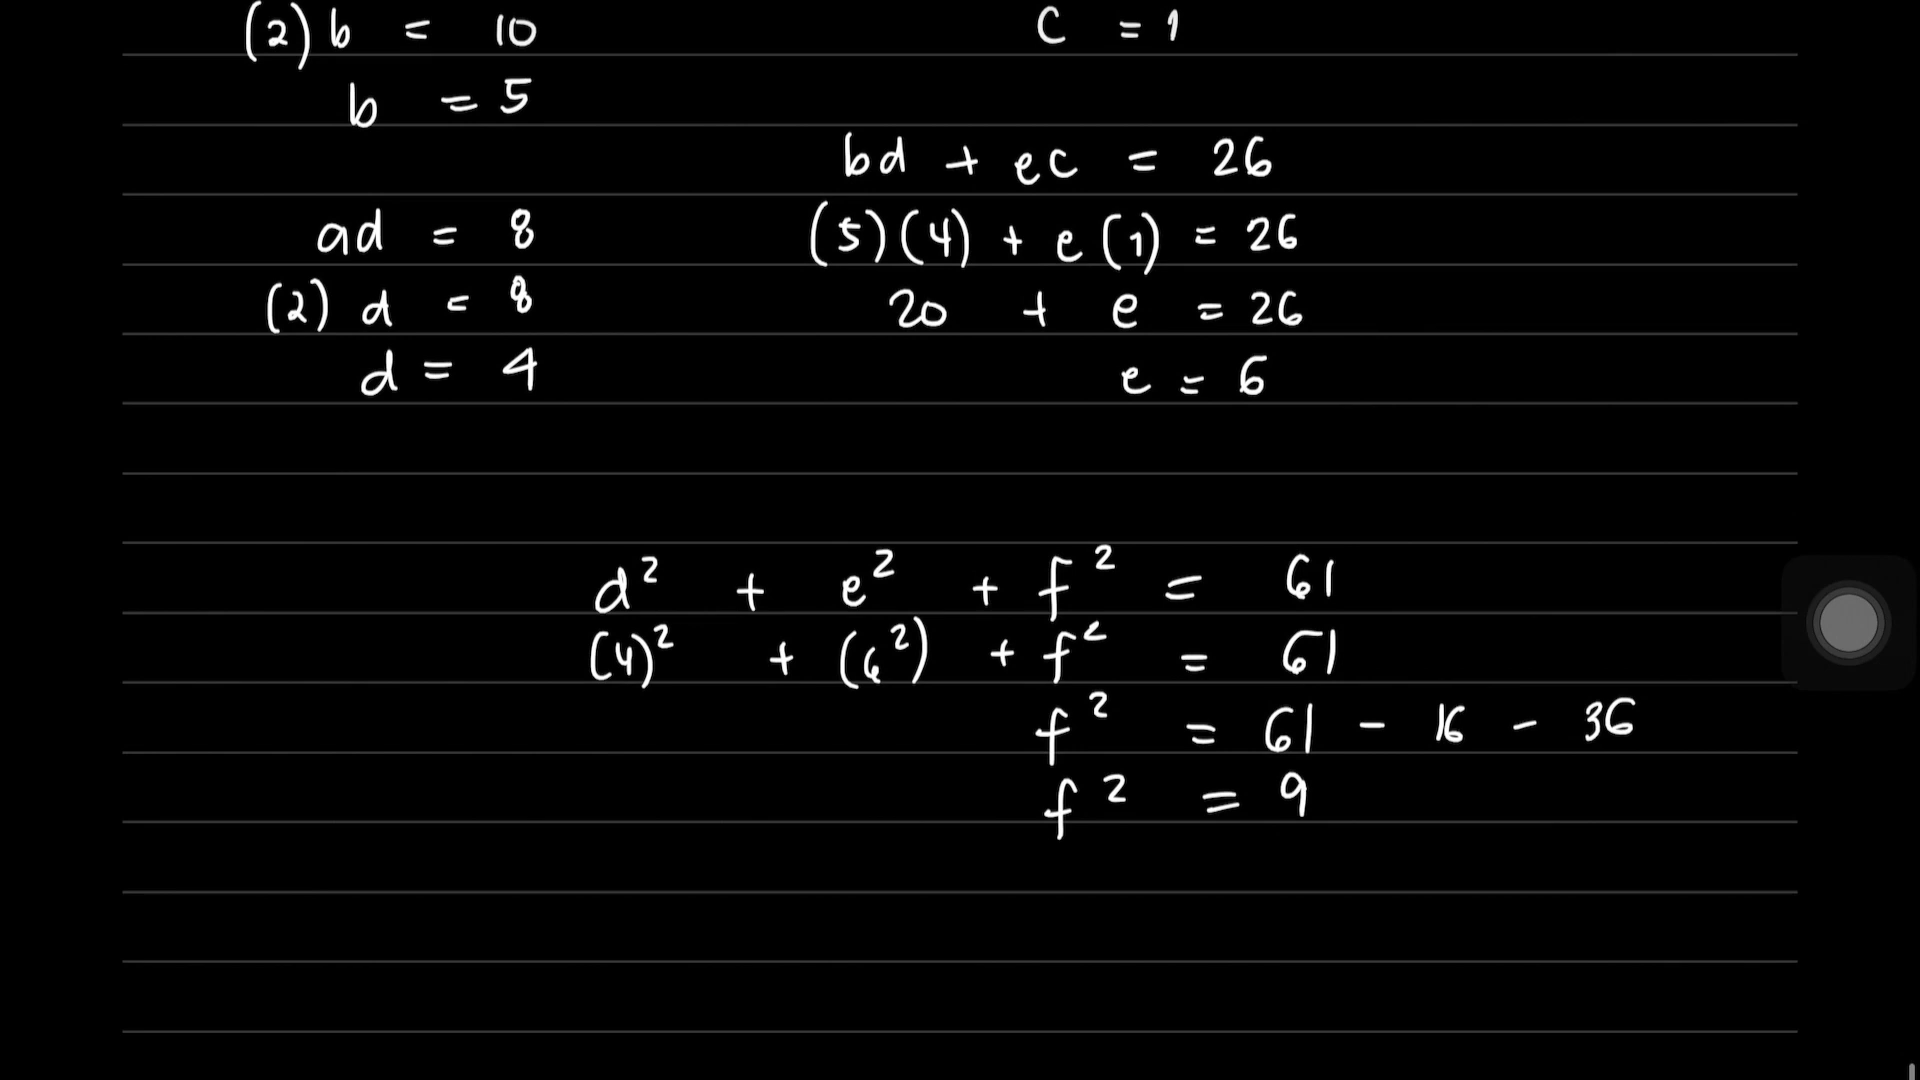 (2) b = 10
b = 5
ad = 8
(2) d = 8
d = 4
c = 1
bd + ec = 26
(5)(4) + e(1) = 26
20 + e = 26
e = 6
d² + e² + f² = 61
(4)² + (6²) + f² = 61
f² = 61 - 16 - 36
f² = 9